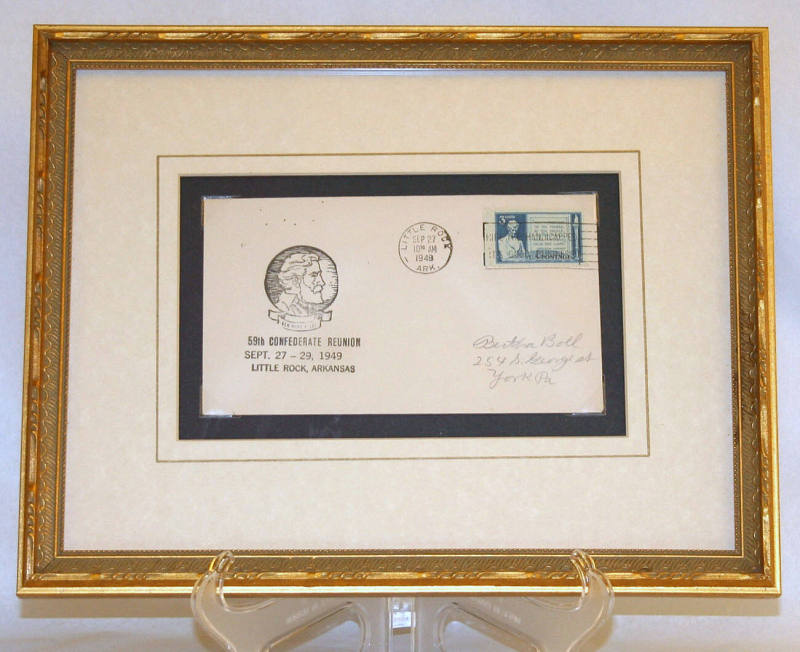 LITTLE ROCK
SEP 27
10 AM
1949
ARK.
3
59th CONFEDERATE REUNION
SEPT. 27 - 29, 1949
LITTLE ROCK, ARKANSAS
Bertha Boll
254 S. George st
York Pa